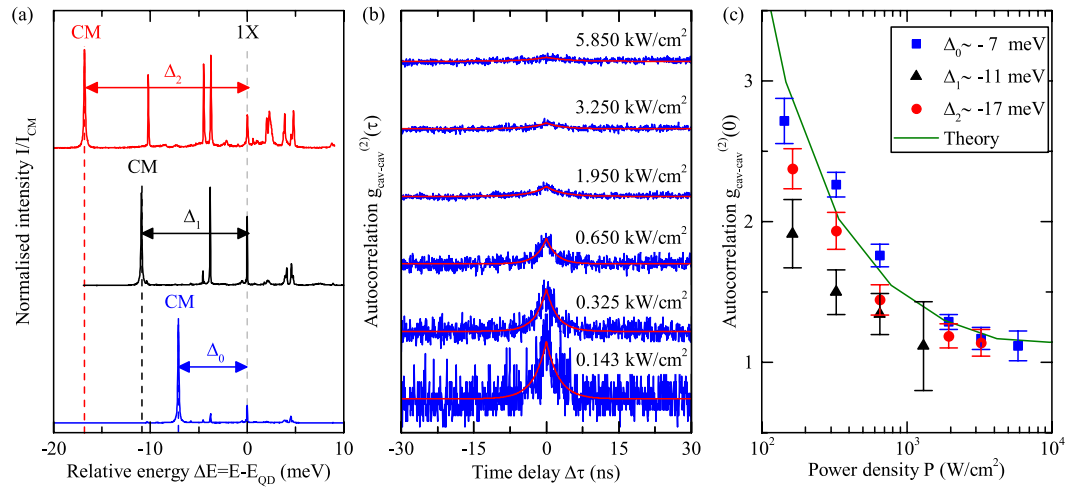 (a)
CM
1X
Δ₂
CM
Δ₁
CM
Δ₀
Normalised intensity I/I_CM
-20 -10 0 10
Relative energy ΔE=E-E_QD (meV)
(b)
5.850 kW/cm²
3.250 kW/cm²
1.950 kW/cm²
0.650 kW/cm²
0.325 kW/cm²
0.143 kW/cm²
Autocorrelation g_cav-cav^(2)(τ)
-30 -15 0 15 30
Time delay Δτ (ns)
(c)
Δ₀~ - 7 meV
Δ₁~ -11 meV
Δ₂~ -17 meV
Theory
Autocorrelation g_cav-cav^(2)(0)
3
2
1
10² 10³ 10⁴
Power density P (W/cm²)